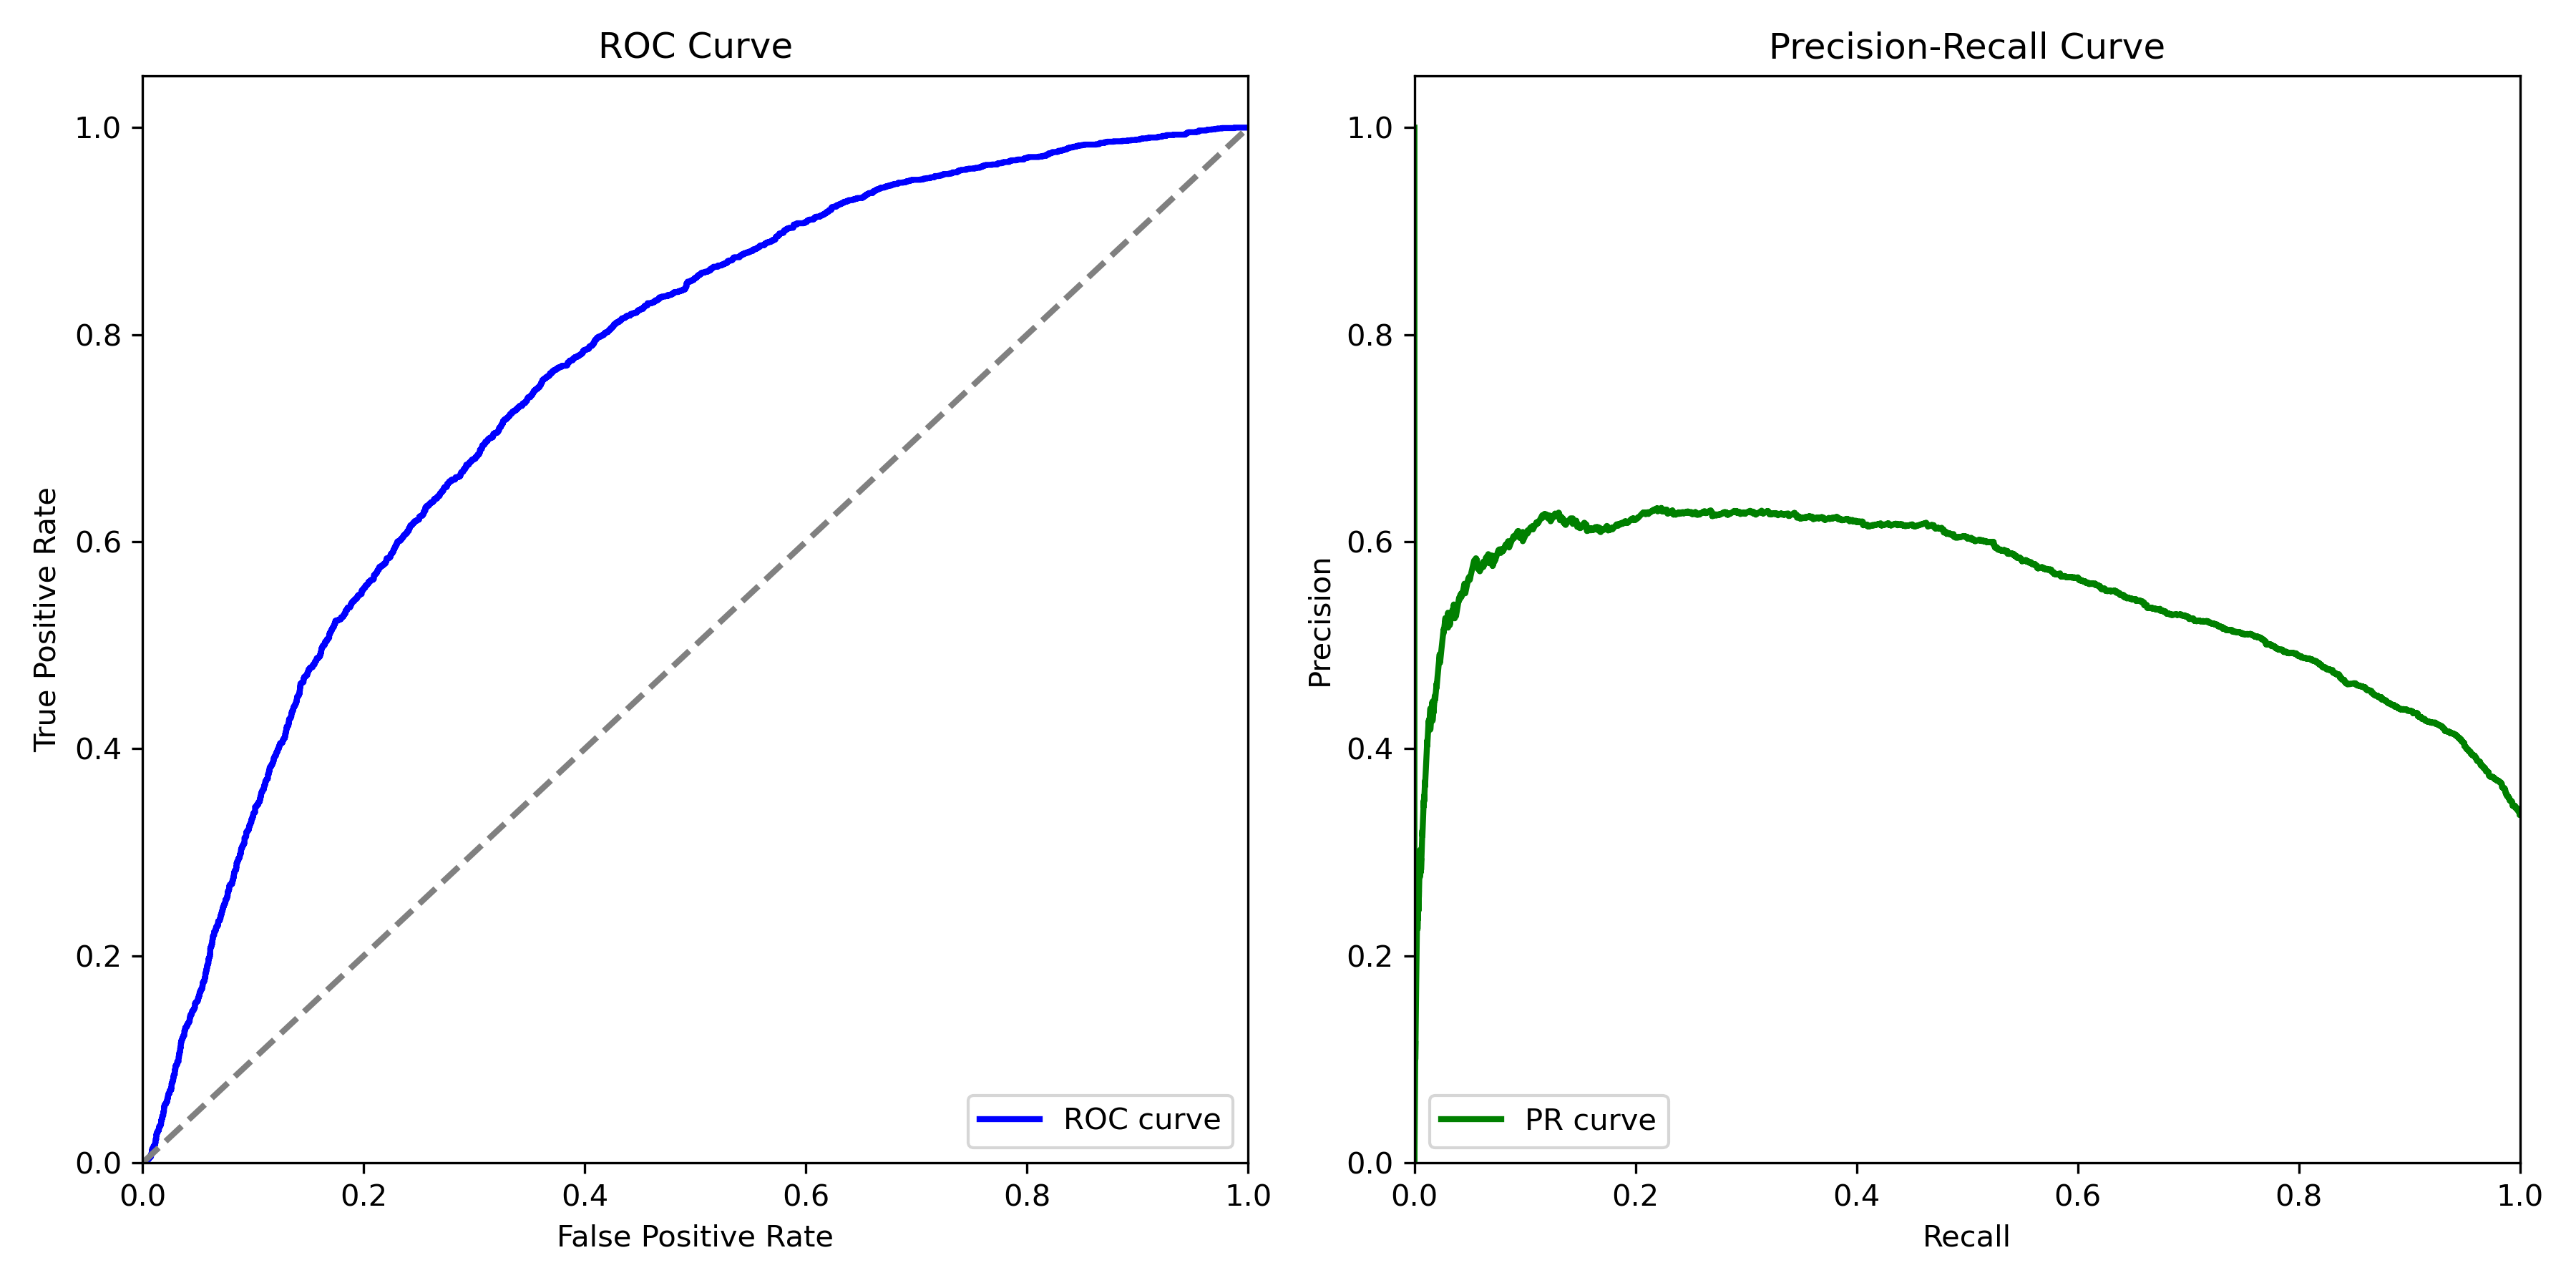 ROC Curve
1.0
0.8
0.6
0.4
0.2
0.0
True Positive Rate
0.0 0.2 0.4 0.6 0.8 1.0
False Positive Rate
ROC curve
Precision-Recall Curve
1.0
0.8
0.6
0.4
0.2
0.0
Precision
0.0 0.2 0.4 0.6 0.8 1.0
Recall
PR curve